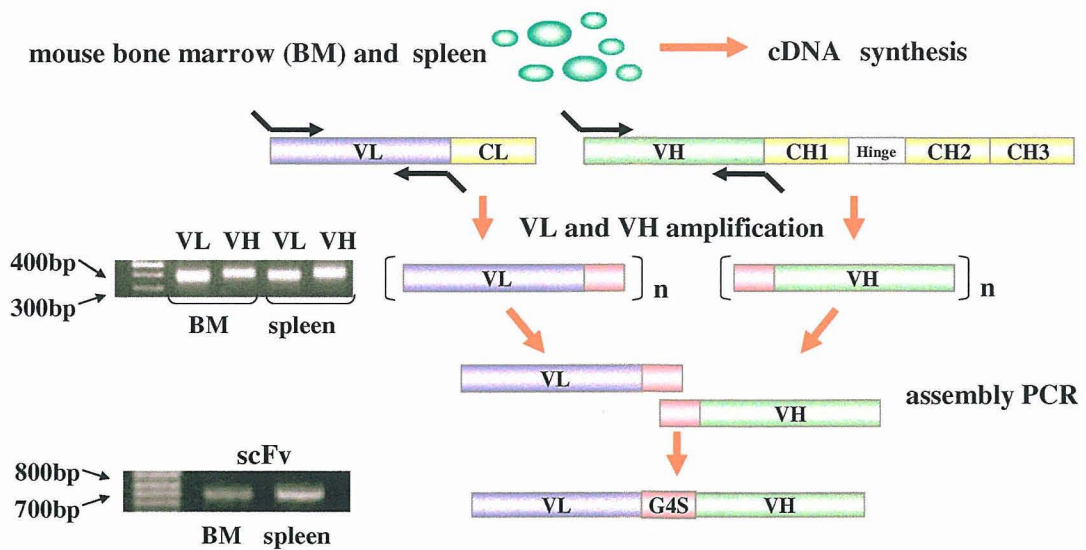 mouse bone marrow (BM) and spleen
cDNA synthesis
VL CL
VH CH1 Hinge CH2 CH3
VL and VH amplification
VL VH VL VH
400bp
300bp
BM spleen
VL n
VH n
VL
VH
assembly PCR
scFv
800bp
700bp
BM spleen
VL G4S VH